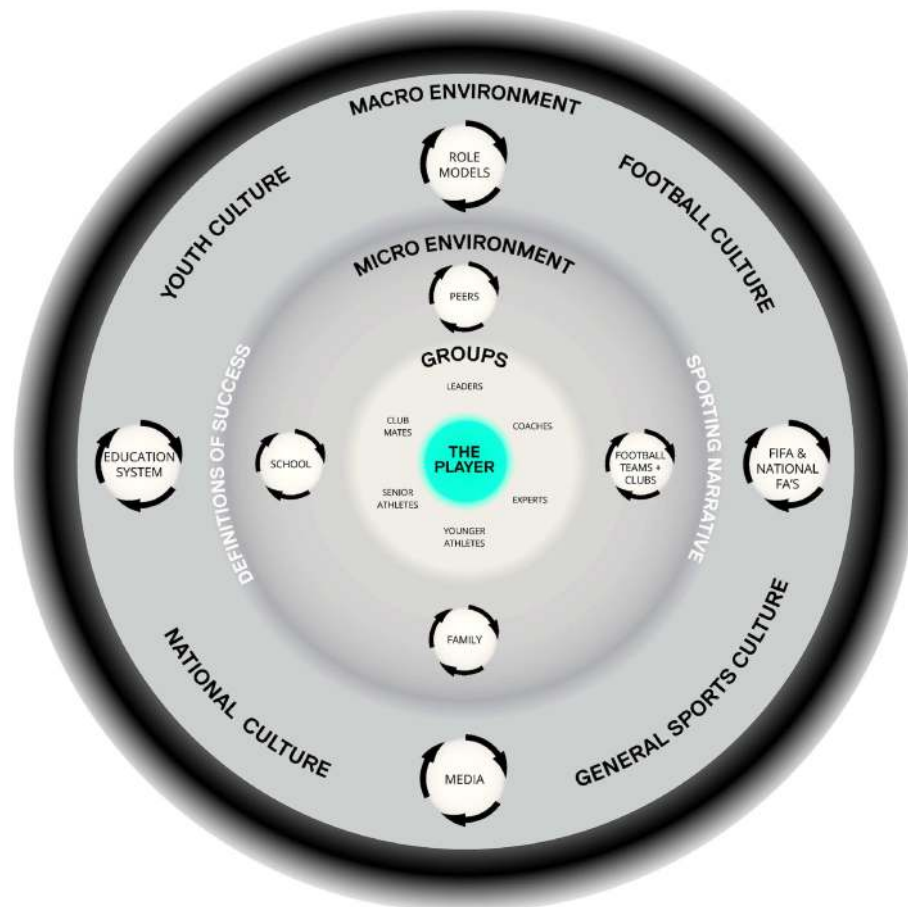 MACRO ENVIRONMENT
ROLE
MODELS
YOUTH CULTURE
FOOTBALL CULTURE
MICRO ENVIRONMENT
PEERS
GROUPS
LEADERS
CLUB
MATES
COACHES
DEFINITIONS OF SUCCESS
SPORTING NARRATIVE
EDUCATION
SYSTEM
SCHOOL
THE
PLAYER
FOOTBALL
TEAMS +
CLUBS
FIFA &
NATIONAL
FA'S
SENIOR
ATHLETES
EXPERTS
YOUNGER
ATHLETES
FAMILY
NATIONAL CULTURE
GENERAL SPORTS CULTURE
MEDIA